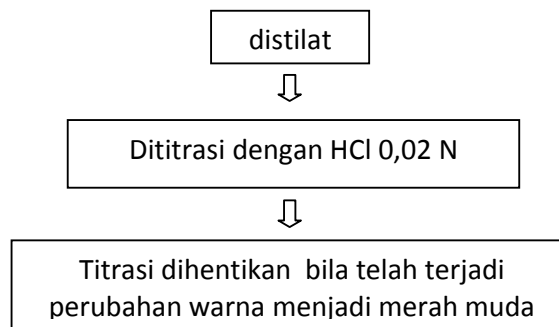 distilat
Dititrasi dengan HCl 0,02 N
Titrasi dihentikan bila telah terjadi
perubahan warna menjadi merah muda